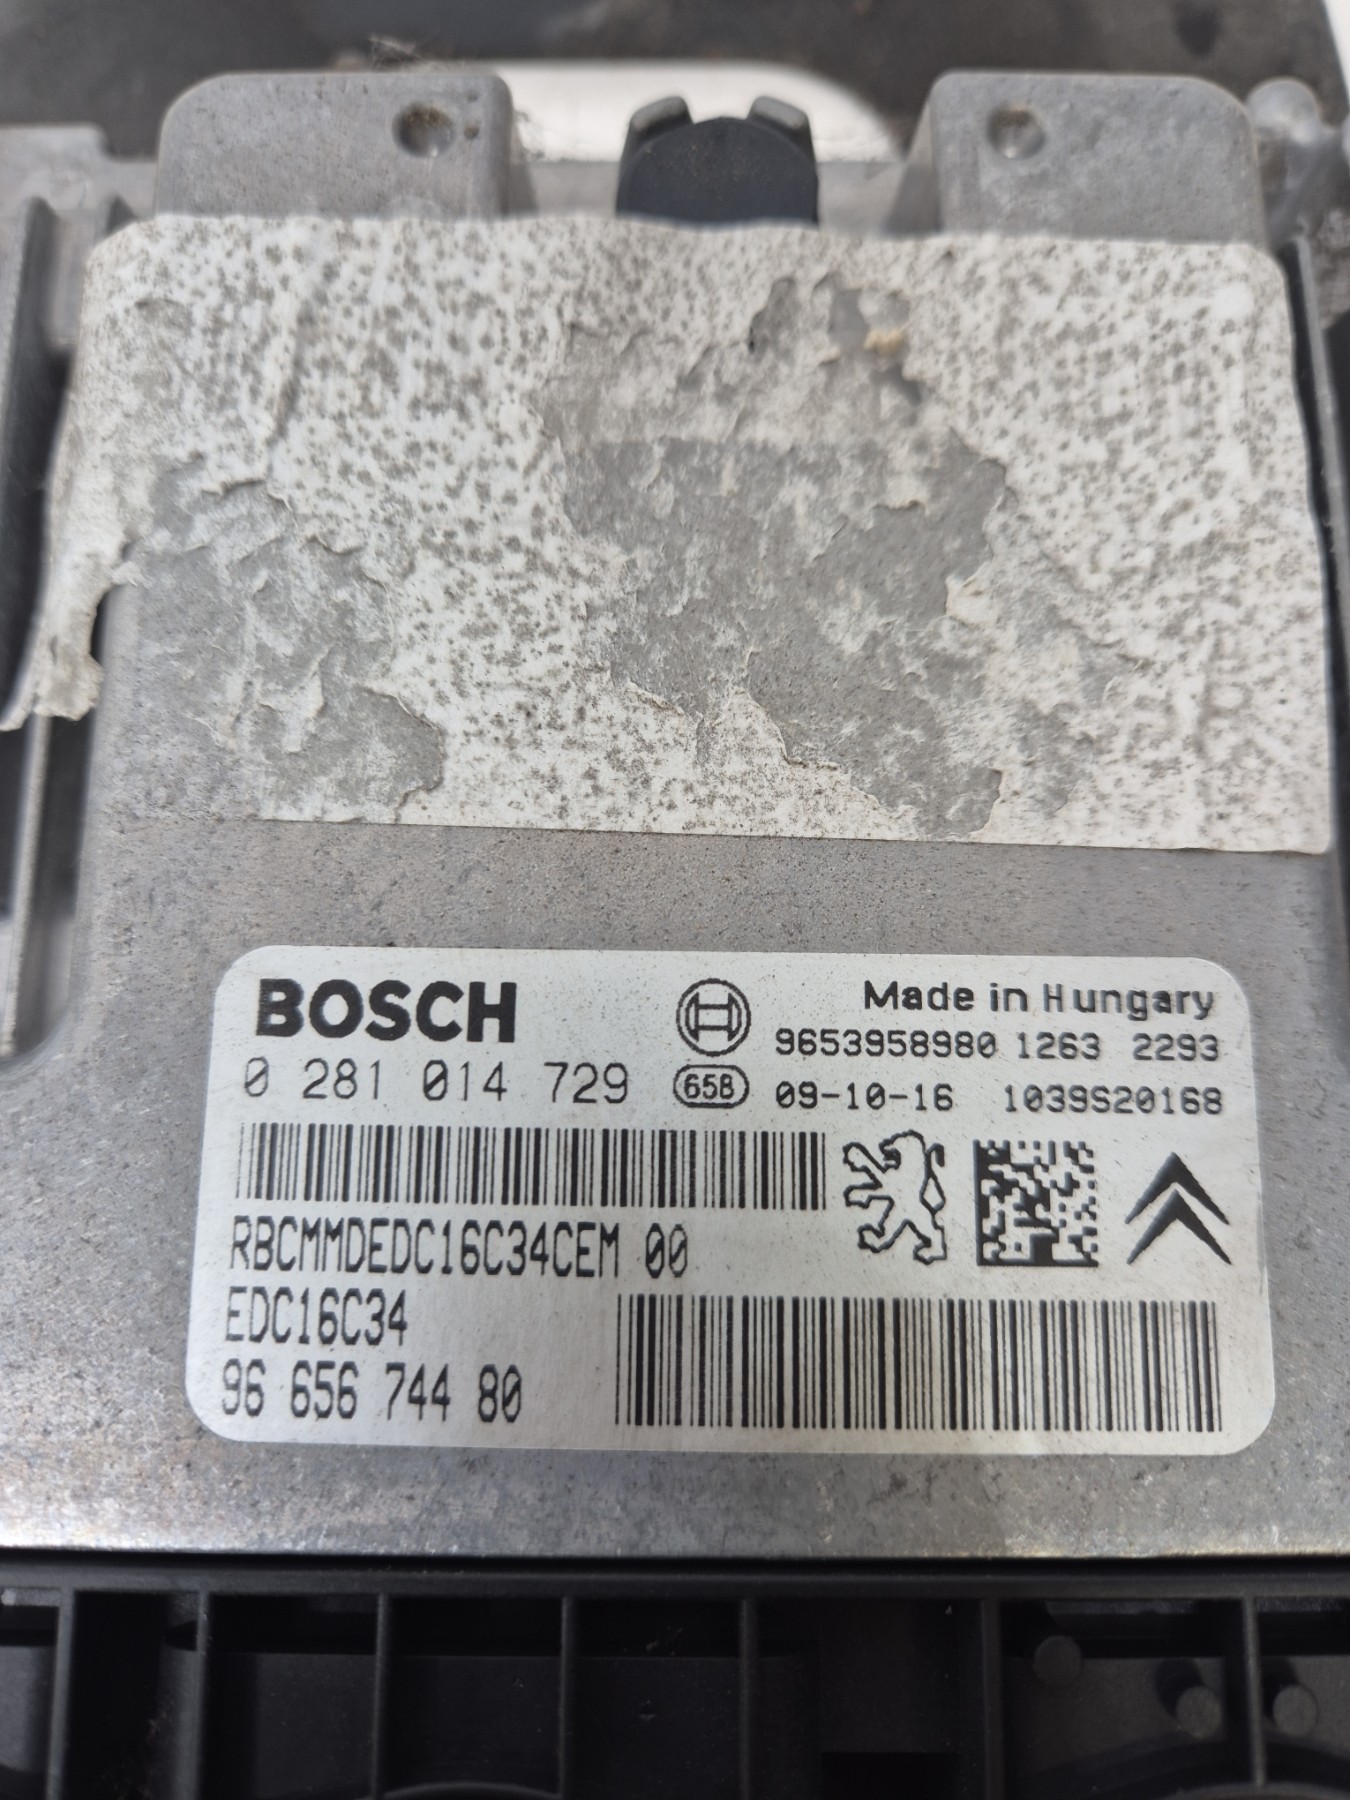 BOSCH
Made in Hungary
9653958980 1263 2293
0 281 014 729
65B
09-10-16 1039S20168
RBCMMDEDC16C34CEM 00
EDC16C34
96 656 744 80